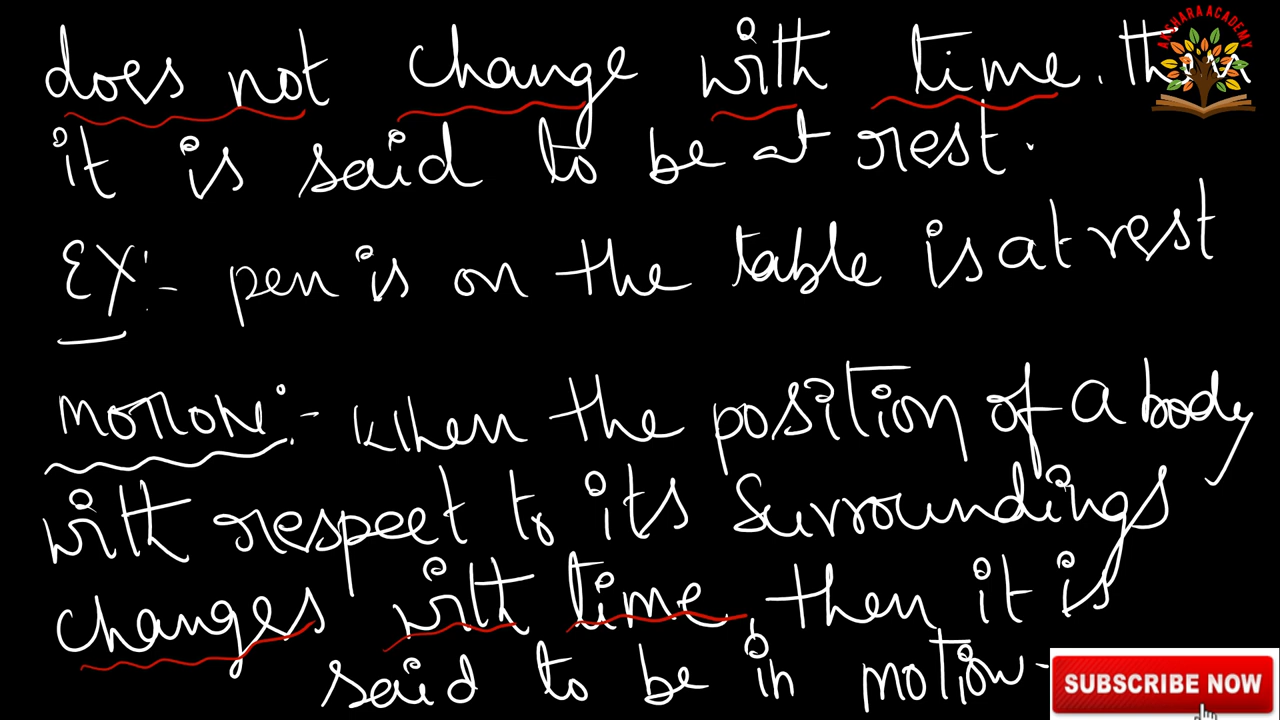 does not change with time. then
AKSHARA ACADEMY
it is said to be at rest.
EX:- pen is on the table is at rest
MOTION:- When the position of a body
with respect to its surroundings
changes with time, then it is
said to be in motion-
SUBSCRIBE NOW